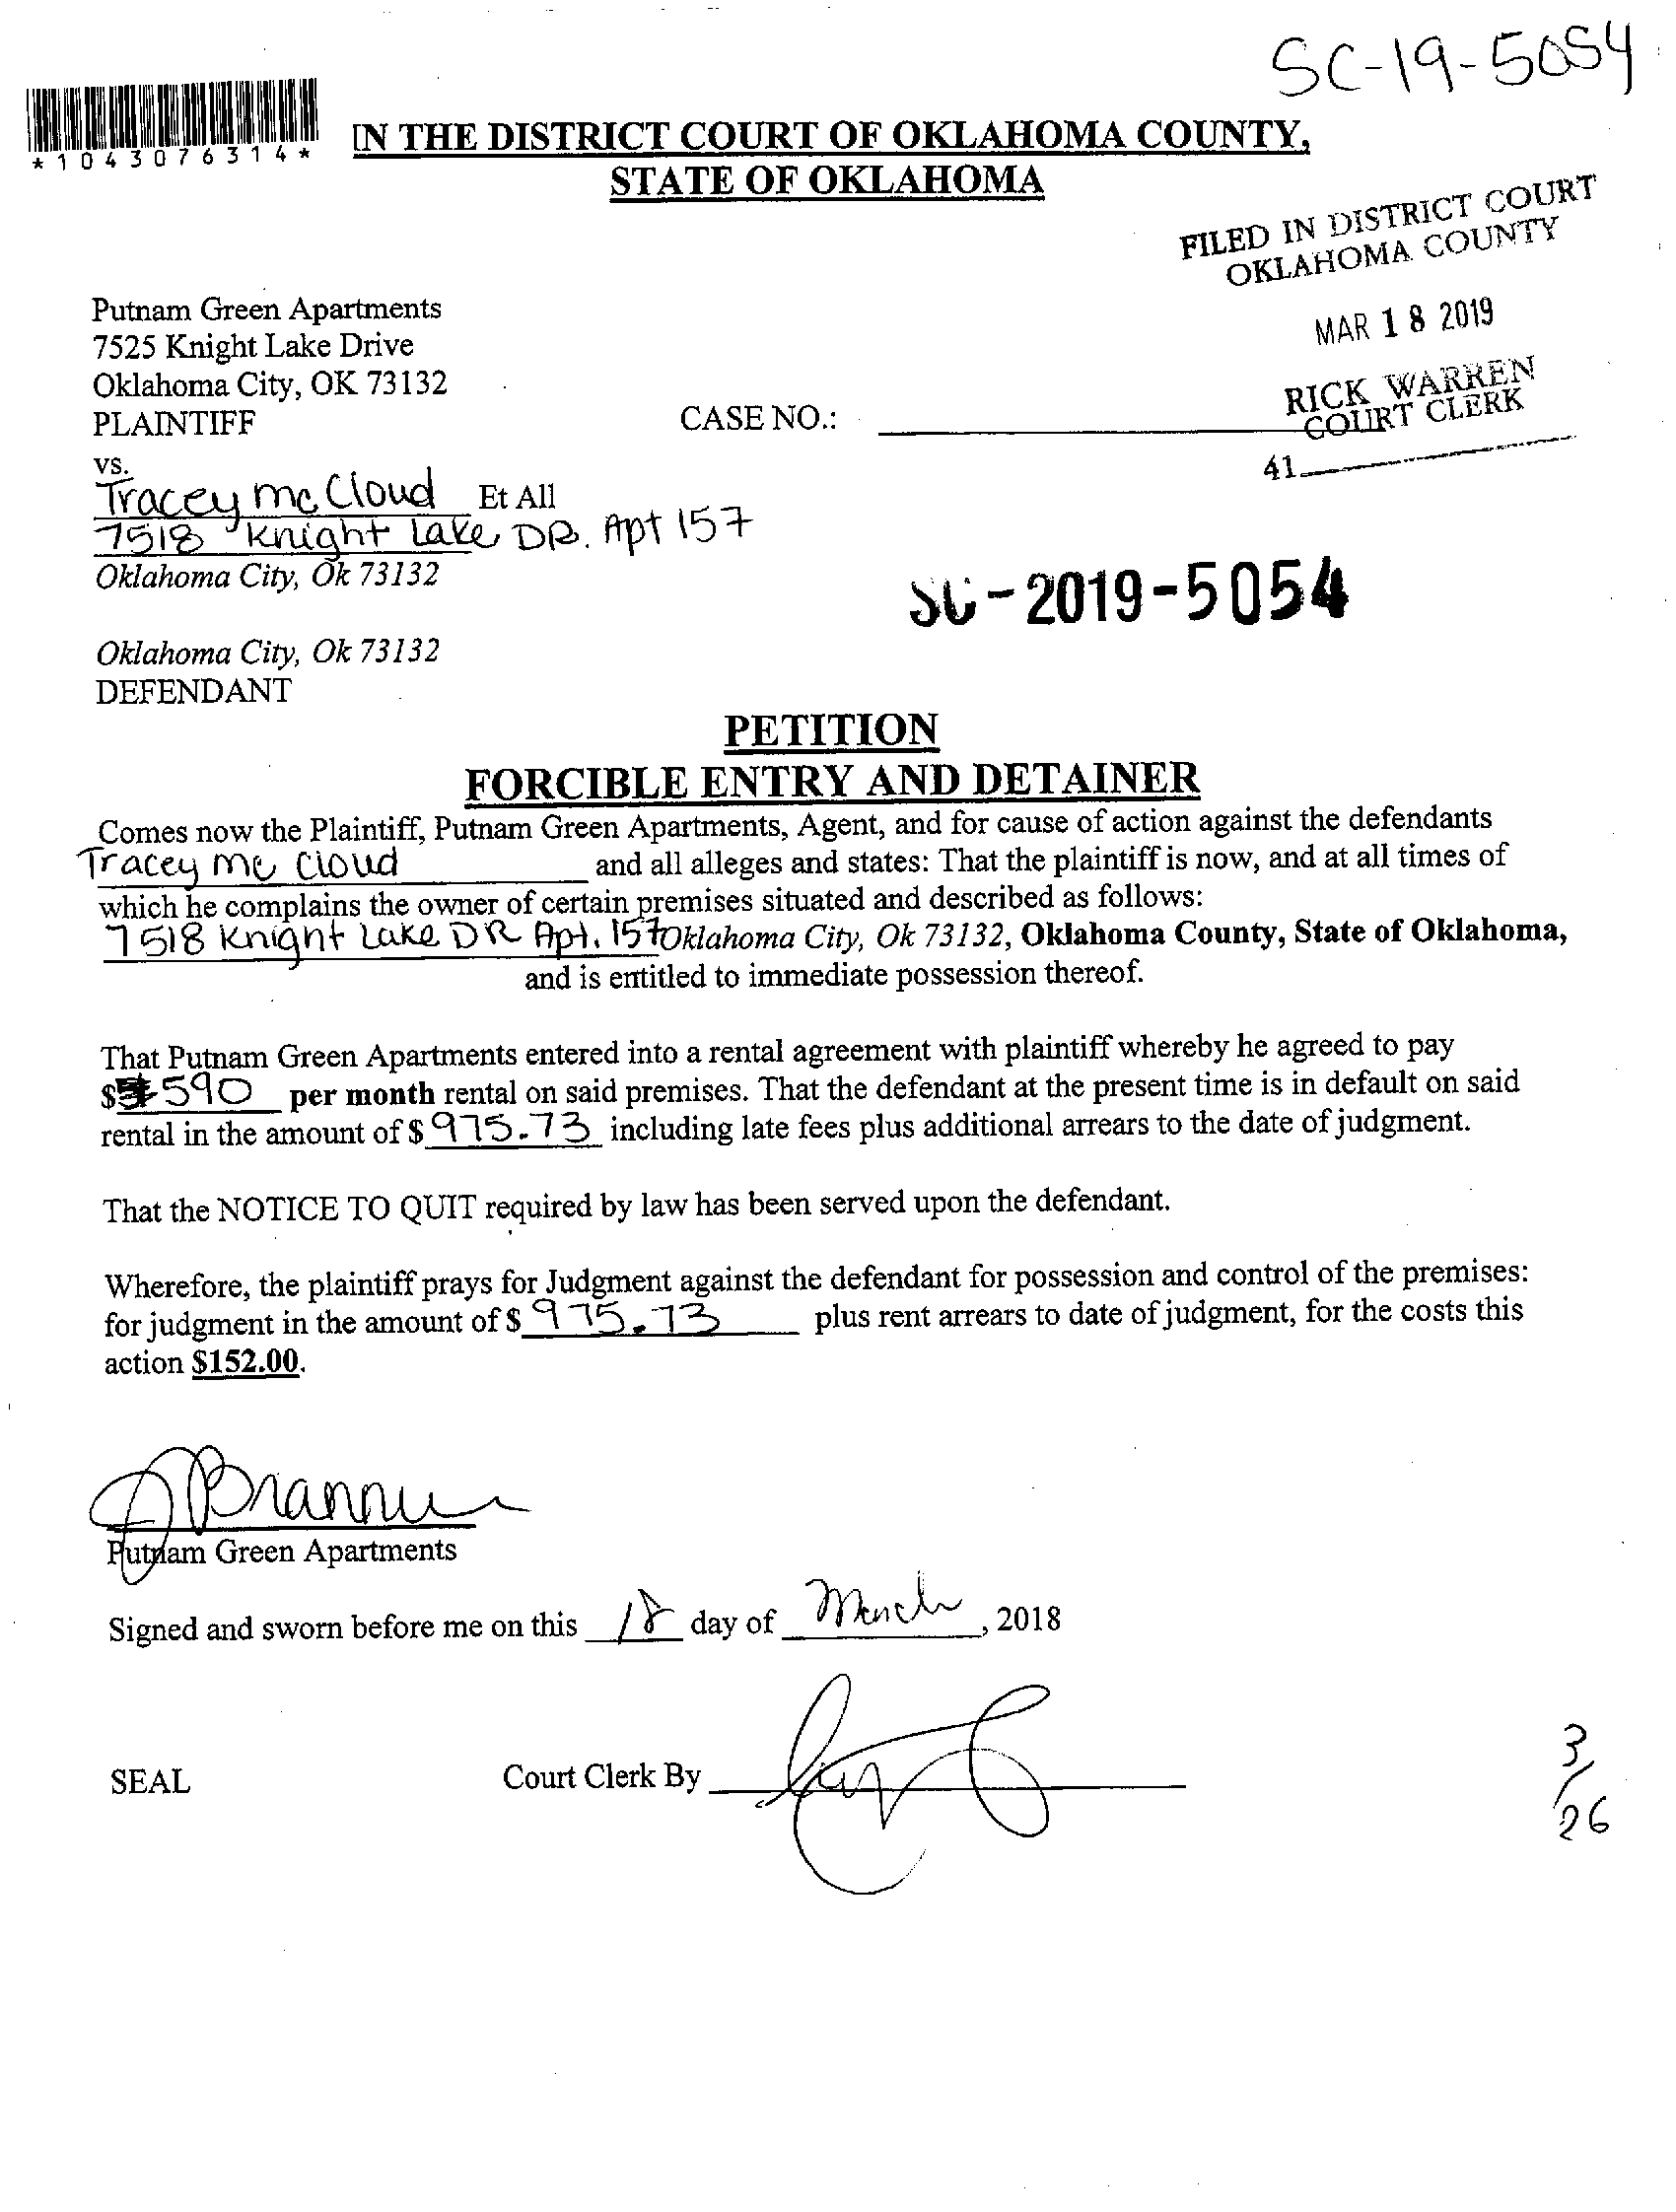 SC-19-5054
*1043076314*
IN THE DISTRICT COURT OF OKLAHOMA COUNTY,
STATE OF OKLAHOMA
FILED IN DISTRICT COURT
OKLAHOMA COUNTY
MAR 18 2019
RICK WARREN
COURT CLERK
41
Putnam Green Apartments
7525 Knight Lake Drive
Oklahoma City, OK 73132
PLAINTIFF
CASE NO.:
vs.
Tracey McCloud Et All
7518 Knight Lake DR. Apt 157
Oklahoma City, Ok 73132
SC-2019-5054
Oklahoma City, Ok 73132
DEFENDANT
PETITION
FORCIBLE ENTRY AND DETAINER
Comes now the Plaintiff, Putnam Green Apartments, Agent, and for cause of action against the defendants
Tracey Mc Cloud and all alleges and states: That the plaintiff is now, and at all times of
which he complains the owner of certain premises situated and described as follows:
7518 Knight Lake DR Apt. 157 Oklahoma City, Ok 73132, Oklahoma County, State of Oklahoma,
and is entitled to immediate possession thereof.
That Putnam Green Apartments entered into a rental agreement with plaintiff whereby he agreed to pay
$ 590 per month rental on said premises. That the defendant at the present time is in default on said
rental in the amount of $ 975.73 including late fees plus additional arrears to the date of judgment.
That the NOTICE TO QUIT required by law has been served upon the defendant.
Wherefore, the plaintiff prays for Judgment against the defendant for possession and control of the premises:
for judgment in the amount of $ 975.73 plus rent arrears to date of judgment, for the costs this
action $152.00.
Putnam Green Apartments
Signed and sworn before me on this 18 day of March, 2018
SEAL
Court Clerk By
3/26